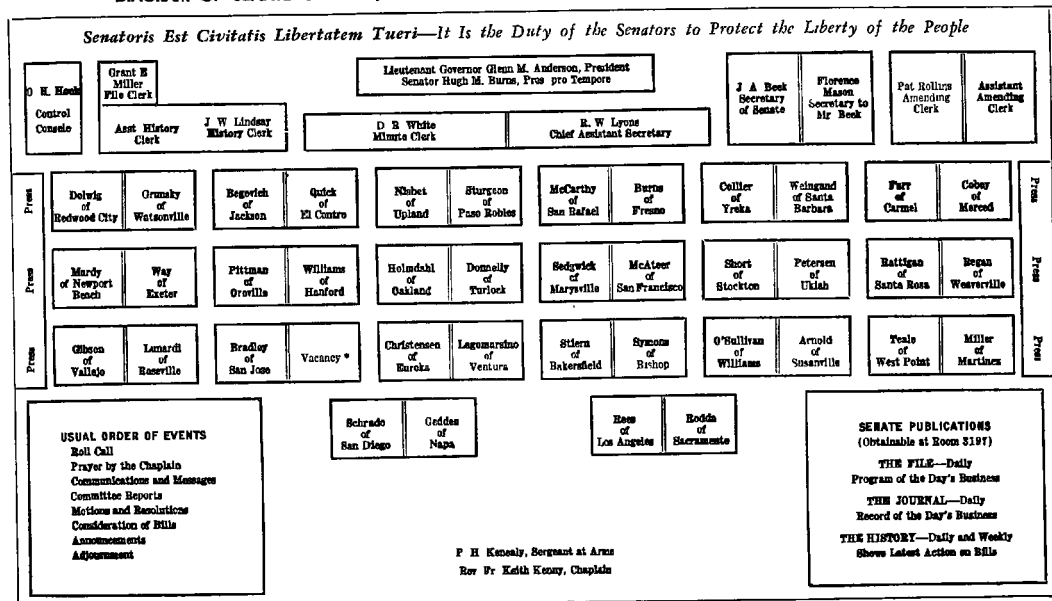 Senatoris Est Civitatis Libertatem Tueri—It Is the Duty of the Senators to Protect the Liberty of the People
Control
Console
Grant E
Miller
File Clerk
Asst History
Clerk
J W Lindsay
History Clerk
Lieutenant Governor Glenn M. Anderson, President
Senator Hugh M. Burns, Pres pro Tempore
D R White
Minute Clerk
R. W Lyons
Chief Assistant Secretary
J A Beek
Secretary
of Senate
Florence
Mason
Secretary to
Mr Beek
Pat Rollins
Amending
Clerk
Assistant
Amending
Clerk
Press
Dolwig
of
Redwood City
Grunsky
of
Watsonville
Begovich
of
Jackson
Quick
of
El Centro
Nisbet
of
Upland
Sturgeon
of
Paso Robles
McCarthy
of
San Rafael
Burns
of
Fresno
Collier
of
Yreka
Weingand
of Santa
Barbara
Farr
of
Carmel
Cobey
of
Merced
Press
Press
Murdy
of Newport
Beach
Way
of
Exeter
Pittman
of
Oroville
Williams
of
Hanford
Holmdahl
of
Oakland
Donnelly
of
Turlock
Sedgwick
of
Marysville
McAteer
of
San Francisco
Short
of
Stockton
Petersen
of
Ukiah
Rattigan
of
Santa Rosa
Regan
of
Weaverville
Press
Press
Gibson
of
Vallejo
Lunardi
of
Roseville
Bradley
of
San Jose
Vacancy *
Christensen
of
Eureka
Lagomarsino
of
Ventura
Stiern
of
Bakersfield
Symons
of
Bishop
O'Sullivan
of
Williams
Arnold
of
Susanville
Teale
of
West Point
Miller
of
Martinez
Press
Schrade
of
San Diego
Geddes
of
Napa
Rees
of
Los Angeles
Rodda
of
Sacramento
USUAL ORDER OF EVENTS
Roll Call
Prayer by the Chaplain
Communications and Messages
Committee Reports
Motions and Resolutions
Consideration of Bills
Announcements
Adjournment
P H Kenealy, Sergeant at Arms
Rev Fr Keith Kenny, Chaplain
SENATE PUBLICATIONS
(Obtainable at Room 3197)
THE FILE—Daily
Program of the Day's Business
THE JOURNAL—Daily
Record of the Day's Business
THE HISTORY—Daily and Weekly
Shows Latest Action on Bills